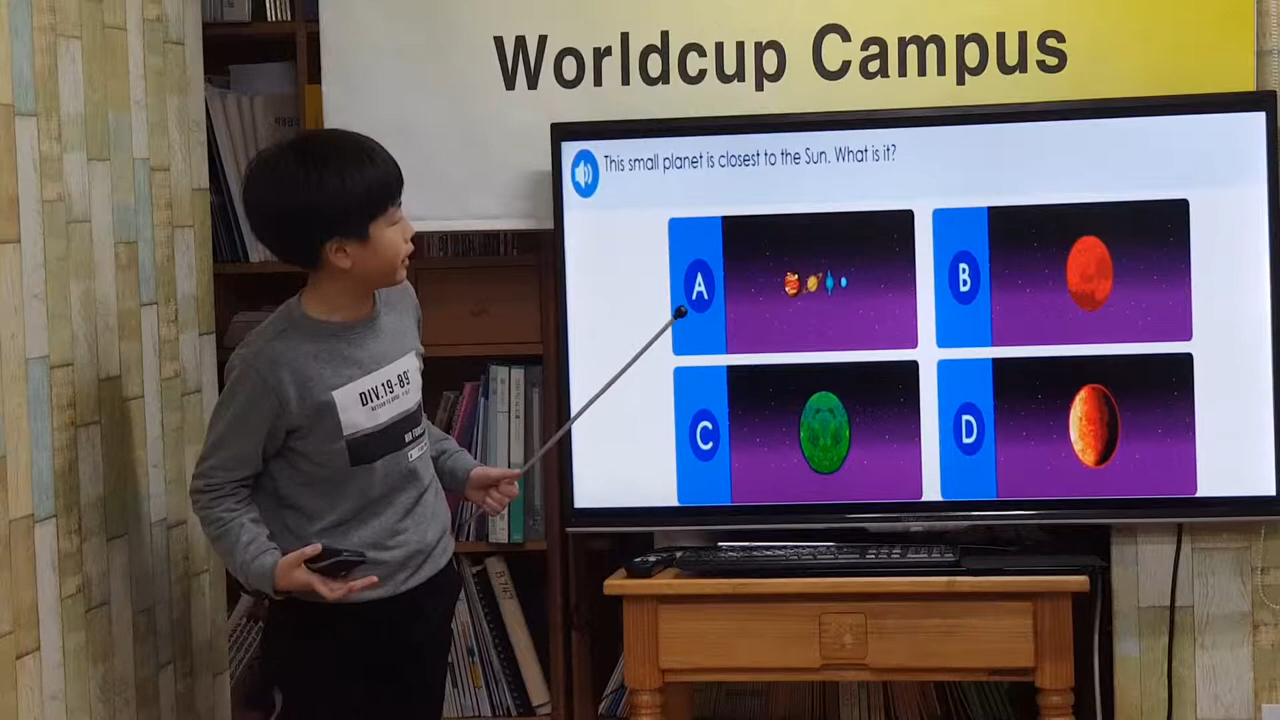 Worldcup Campus
This small planet is closest to the Sun. What is it?
A
B
C
D
DIV.19-89